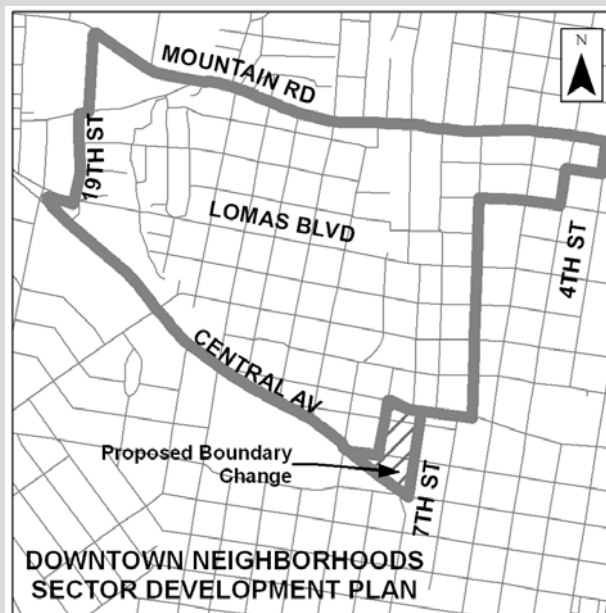 N
MOUNTAIN RD
19TH ST
LOMAS BLVD
4TH ST
CENTRAL AV
Proposed Boundary
Change
7TH ST
DOWNTOWN NEIGHBORHOODS
SECTOR DEVELOPMENT PLAN